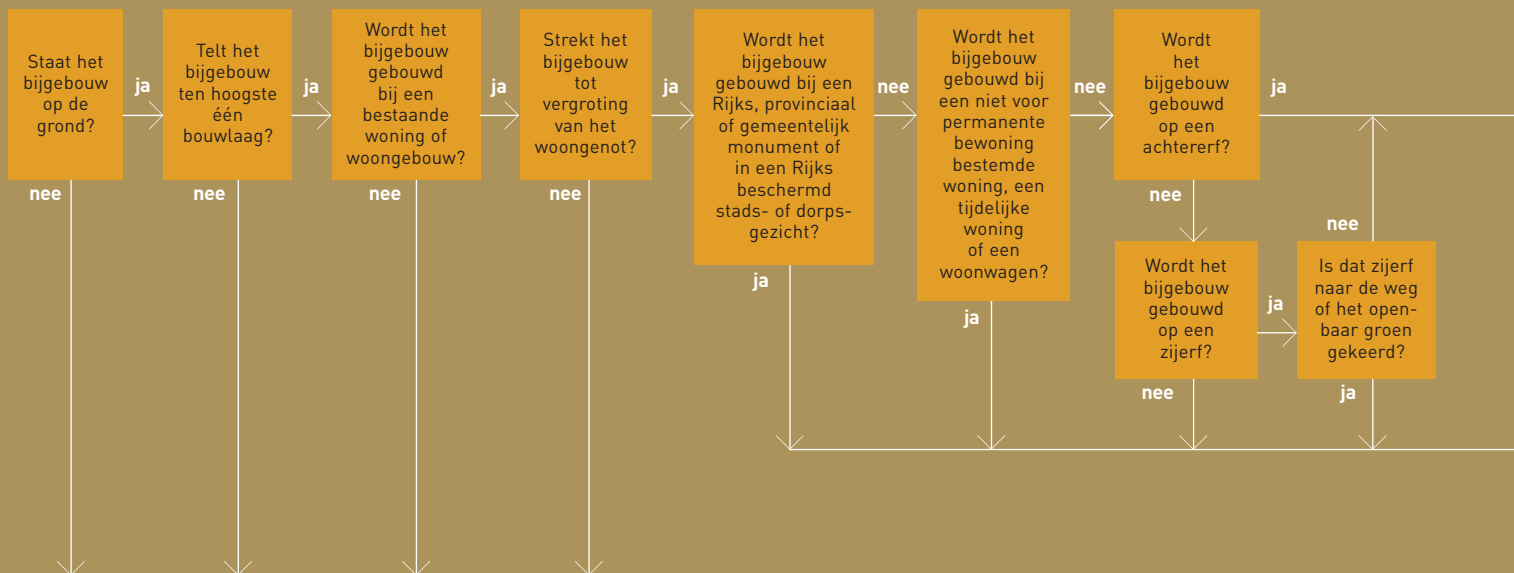 Staat het
bijgebouw
op de
grond?
ja
nee
Telt het
bijgebouw
ten hoogste
één
bouwlaag?
ja
nee
Wordt het
bijgebouw
gebouwd
bij een
bestaande
woning of
woongebouw?
ja
nee
Strekt het
bijgebouw
tot
vergroting
van het
woongenot?
ja
nee
Wordt het
bijgebouw
gebouwd bij een
Rijks, provinciaal
of gemeentelijk
monument of
in een Rijks
beschermd
stads- of dorps-
gezicht?
nee
ja
Wordt het
bijgebouw
gebouwd bij
een niet voor
permanente
bewoning
bestemde
woning, een
tijdelijke
woning
of een
woonwagen?
nee
ja
Wordt
het
bijgebouw
gebouwd
op een
achtererf?
ja
nee
Wordt het
bijgebouw
gebouwd
op een
zijerf?
ja
nee
Is dat zijerf
naar de weg
of het open-
baar groen
gekeerd?
nee
ja